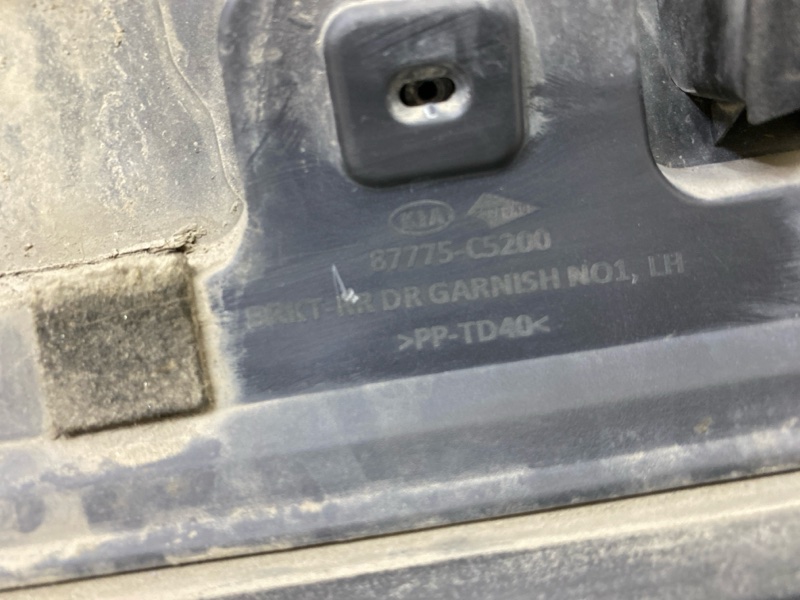 KIA
87775-C5200
BRKT-RR DR GARNISH NO1, LH
>PP-TD40<